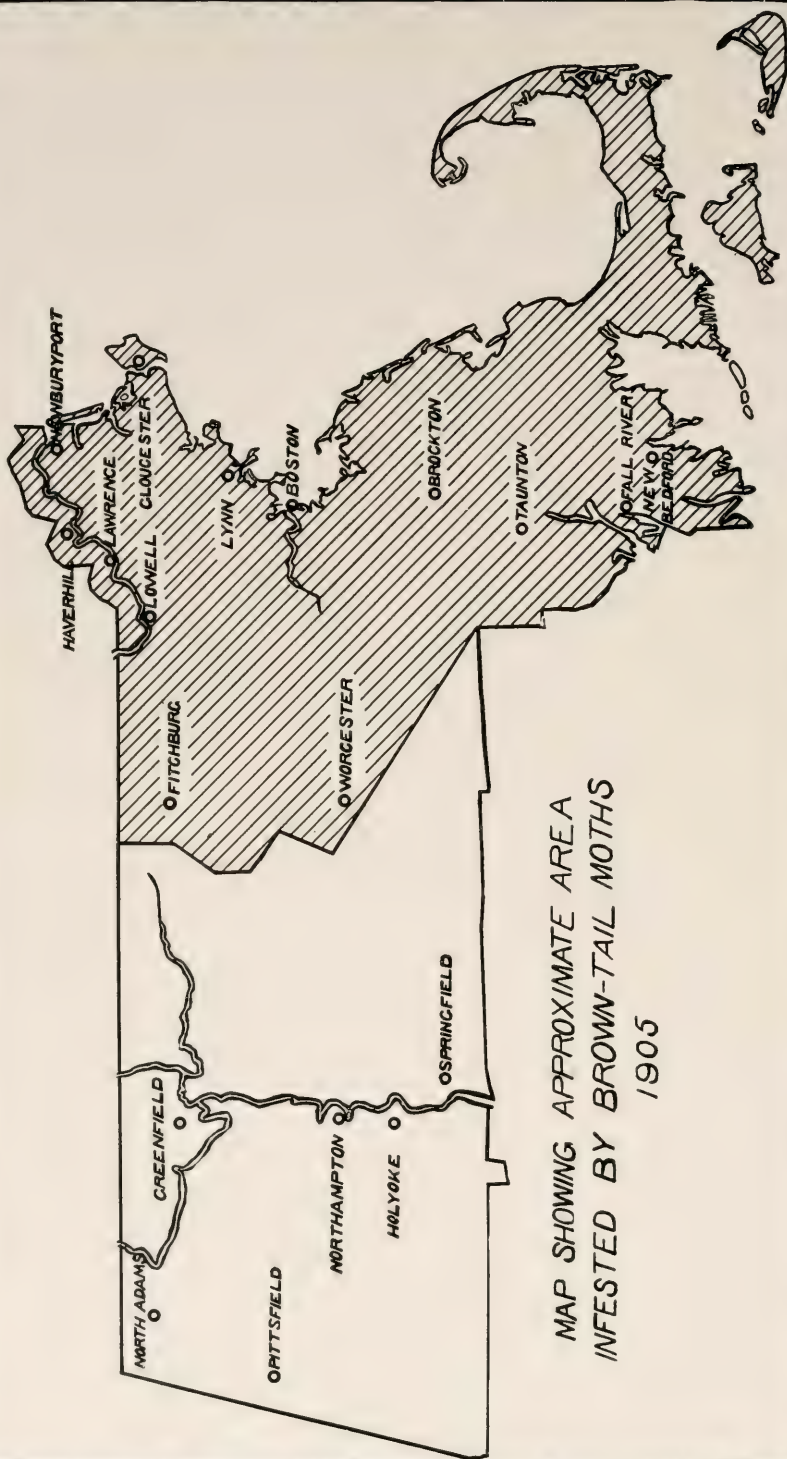 NEWBURYPORT
HAVERHILL
LAWRENCE
GLOUCESTER
LOWELL
FITCHBURG
LYNN
BOSTON
WORCESTER
BROCKTON
TAUNTON
FALL RIVER
NEW
BEDFORD
NORTH ADAMS
GREENFIELD
PITTSFIELD
NORTHAMPTON
HOLYOKE
SPRINGFIELD
MAP SHOWING APPROXIMATE AREA
INFESTED BY BROWN-TAIL MOTHS
1905